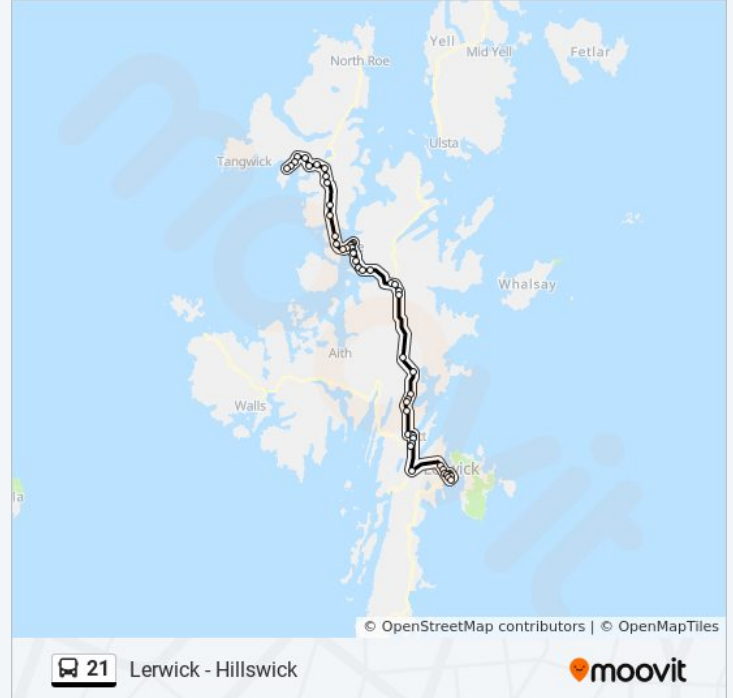 Yell
Mid Yell
Fetlar
North Roe
Ulsta
Tangwick
Whalsay
Aith
Walls
© OpenStreetMap contributors | © OpenMapTiles
21 Lerwick - Hillswick
moovit